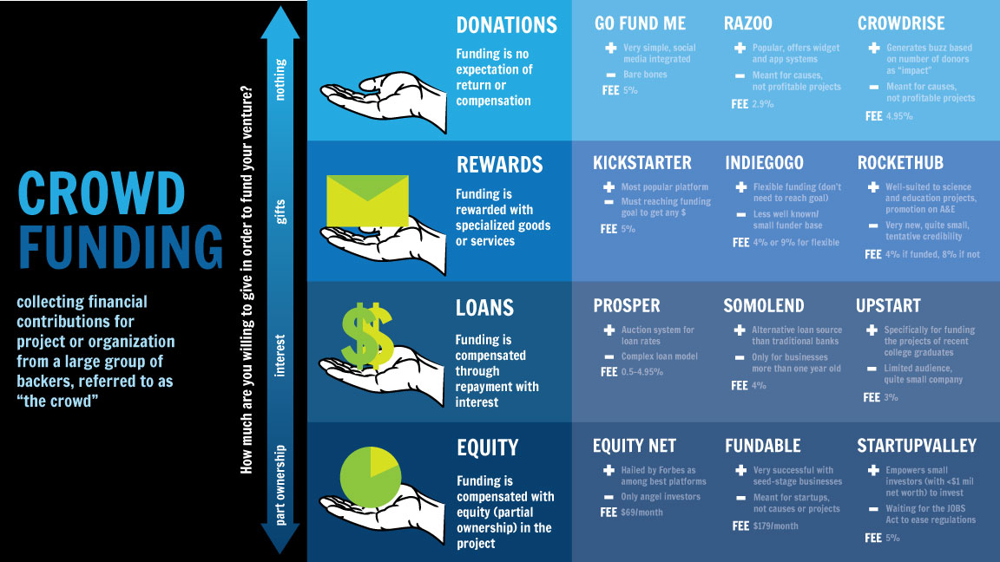 CROWD
FUNDING
collecting financial
contributions for
project or organization
from a large group of
backers, referred to as
“the crowd”
How much are you willing to give in order to fund your venture?
nothing
gifts
interest
part ownership
DONATIONS
Funding is no
expectation of
return or
compensation
GO FUND ME
+ Very simple, social
media integrated
– Bare bones
FEE 5%
RAZOO
+ Popular, offers widget
and app systems
– Meant for causes,
not profitable projects
FEE 2.9%
CROWDRISE
+ Generates buzz based
on number of donors
as “impact”
– Meant for causes,
not profitable projects
FEE 4.95%
REWARDS
Funding is
rewarded with
specialized goods
or services
KICKSTARTER
+ Most popular platform
– Must reaching funding
goal to get any $
FEE 5%
INDIEGOGO
+ Flexible funding (don’t
need to reach goal)
– Less well known/
small funder base
FEE 4% or 9% for flexible
ROCKETHUB
+ Well-suited to science
and education projects,
promotion on A&E
– Very new, quite small,
tentative credibility
FEE 4% if funded, 8% if not
$$
LOANS
Funding is
compensated
through
repayment with
interest
PROSPER
+ Auction system for
loan rates
– Complex loan model
FEE 0.5-4.95%
SOMOLEND
+ Alternative loan source
than traditional banks
– Only for businesses
more than one year old
FEE 4%
UPSTART
+ Specifically for funding
the projects of recent
college graduates
– Limited audience,
quite small company
FEE 3%
EQUITY
Funding is
compensated with
equity (partial
ownership) in the
project
EQUITY NET
+ Hailed by Forbes as
among best platforms
– Only angel investors
FEE $69/month
FUNDABLE
+ Very successful with
seed-stage businesses
– Meant for startups,
not causes or projects
FEE $179/month
STARTUPVALLEY
+ Empowers small
investors (with <$1 mil
net worth) to invest
– Waiting for the JOBS
Act to ease regulations
FEE 5%